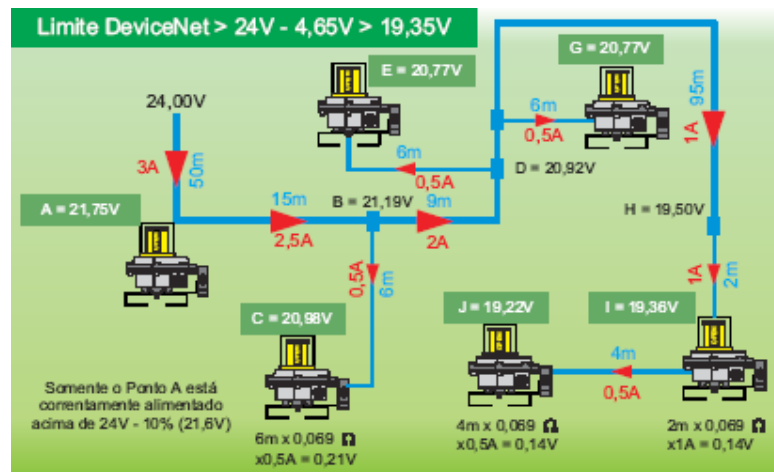 Limite DeviceNet > 24V - 4,65V > 19,35V
E = 20,77V
G = 20,77V
24,00V
3A
50m
6m
0,5A
6m
0,5A
95m
1A
D = 20,92V
A = 21,75V
15m
2,5A
B = 21,19V
9m
2A
H = 19,50V
0,5A
6m
1A
2m
C = 20,98V
J = 19,22V
I = 19,36V
4m
0,5A
Somente o Ponto A está
correntamente alimentado
acima de 24V - 10% (21,6V)
6m x 0,069 Ω
x0,5A = 0,21V
4m x 0,069 Ω
x0,5A = 0,14V
2m x 0,069 Ω
x1A = 0,14V